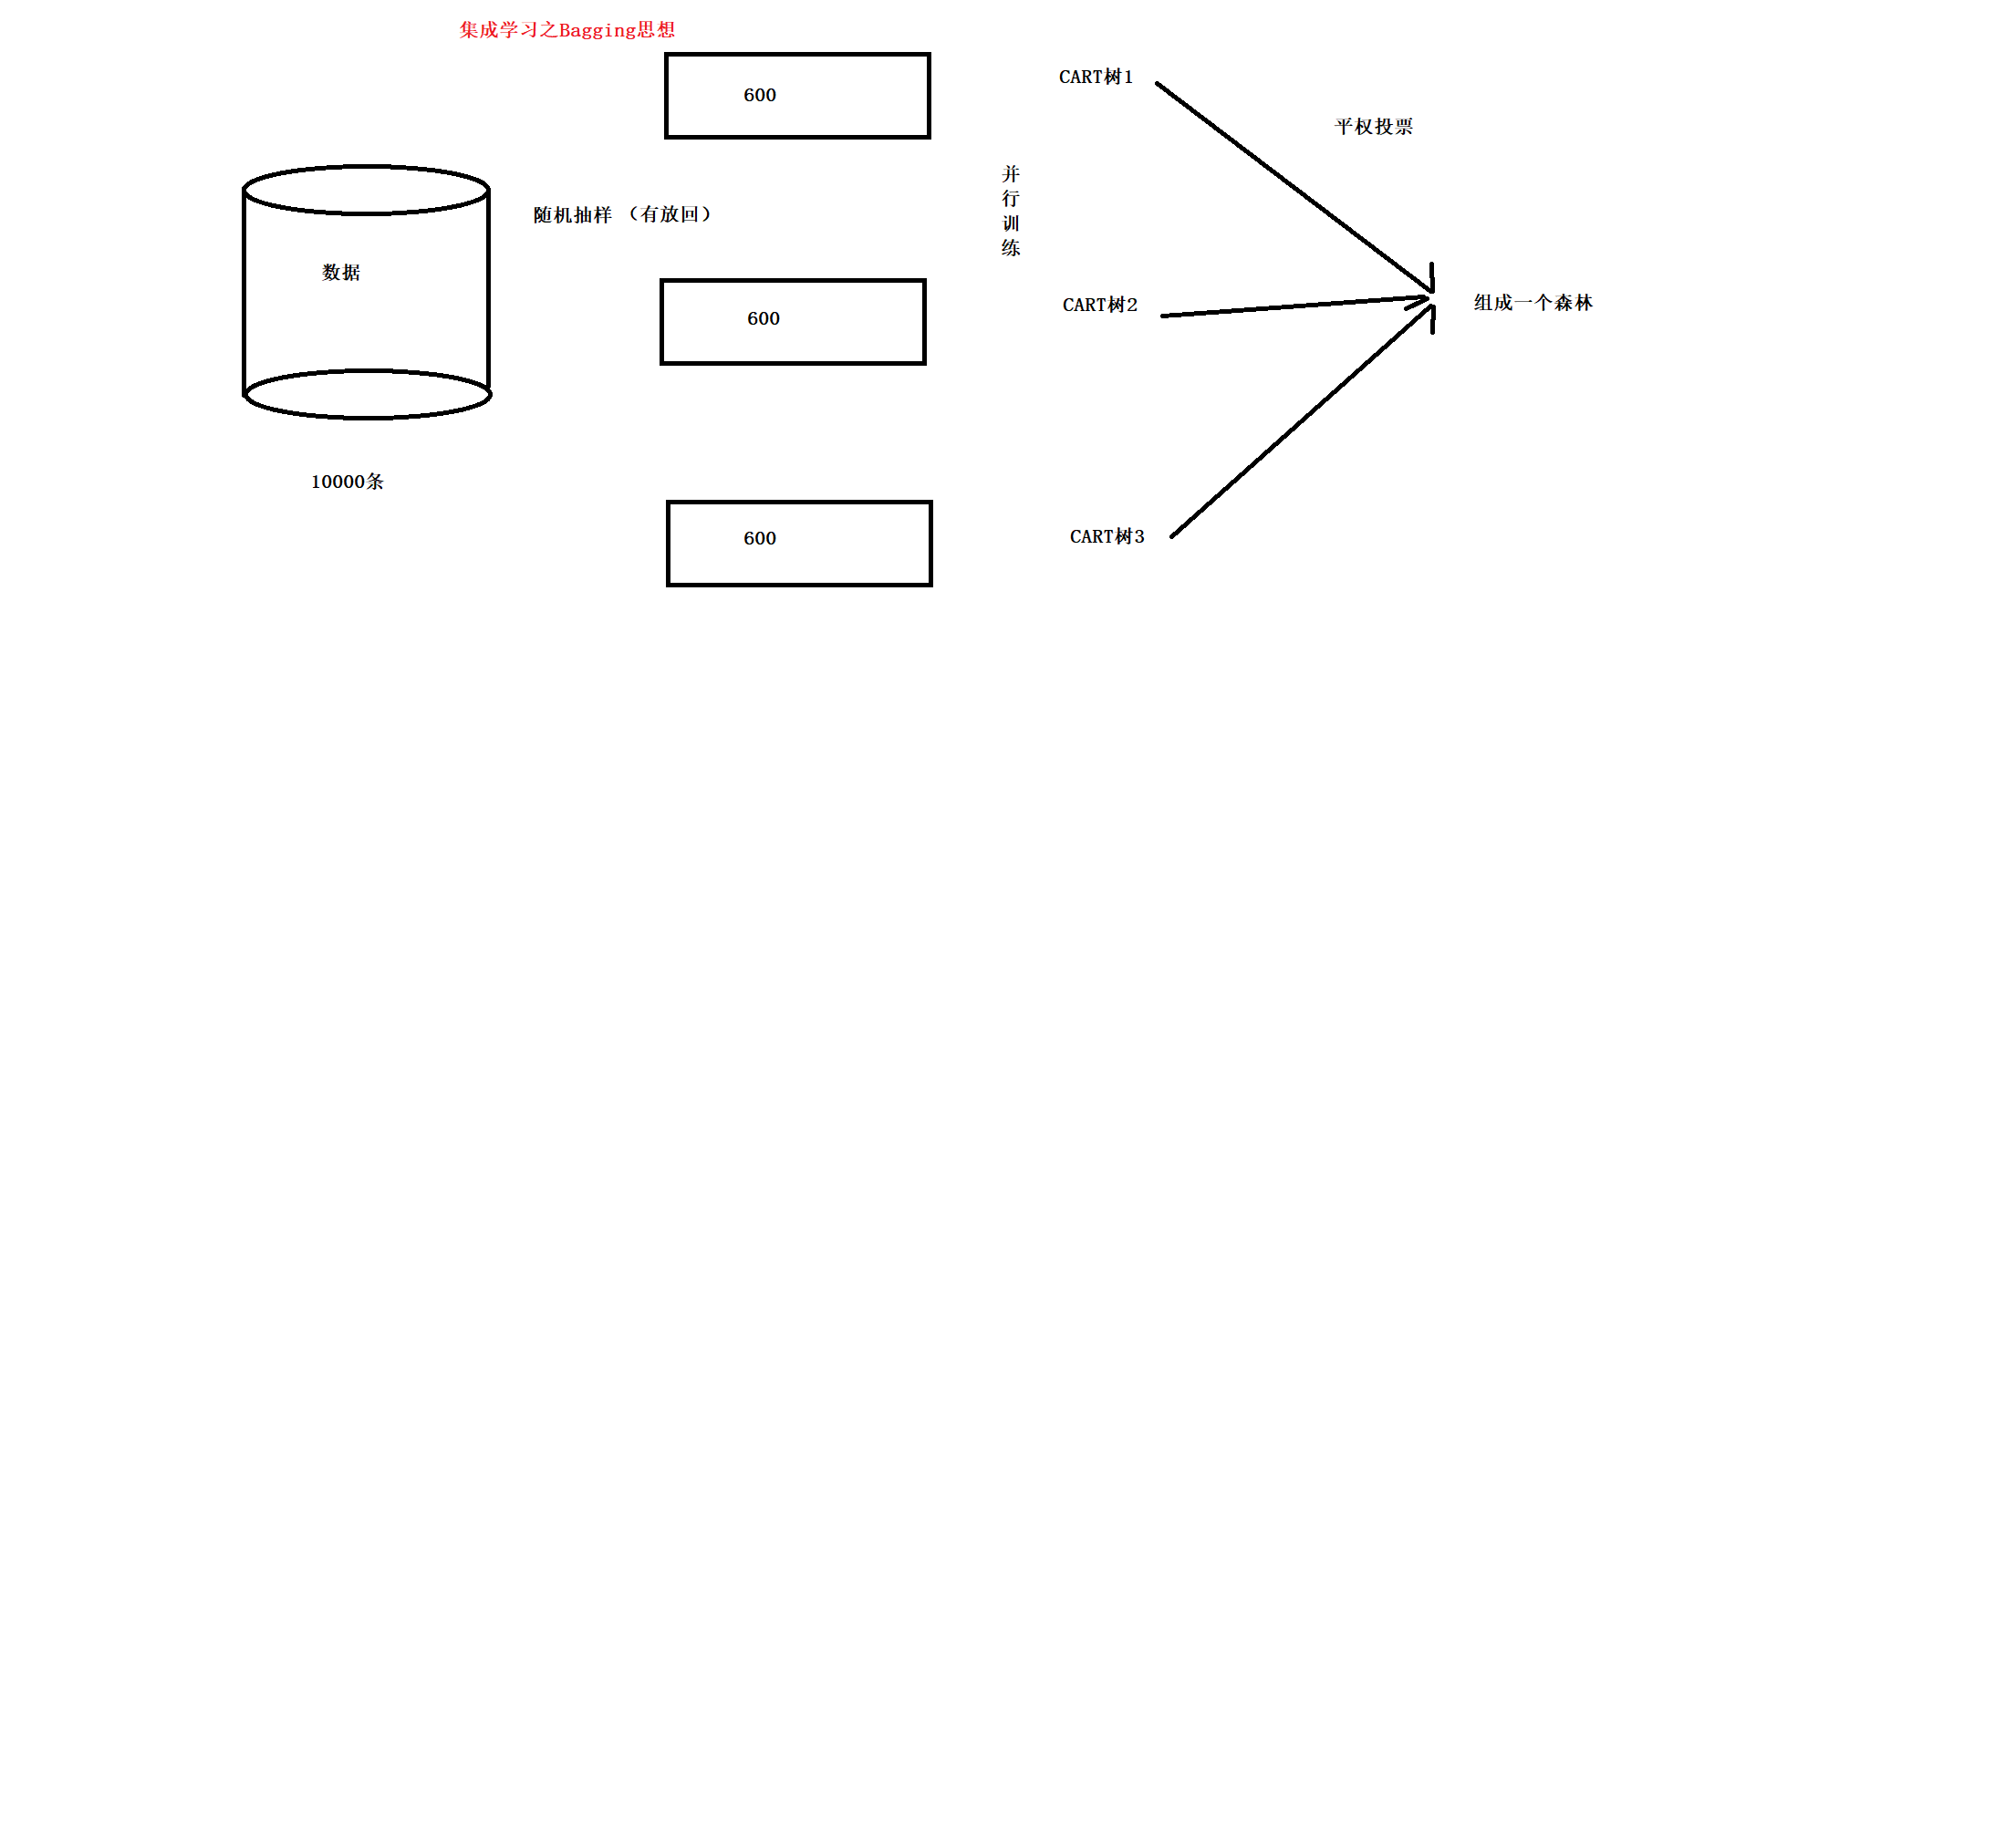 集成学习之Bagging思想
600
CART树1
平权投票
并
行
训
练
随机抽样 （有放回）
数据
600
CART树2
组成一个森林
10000条
600
CART树3